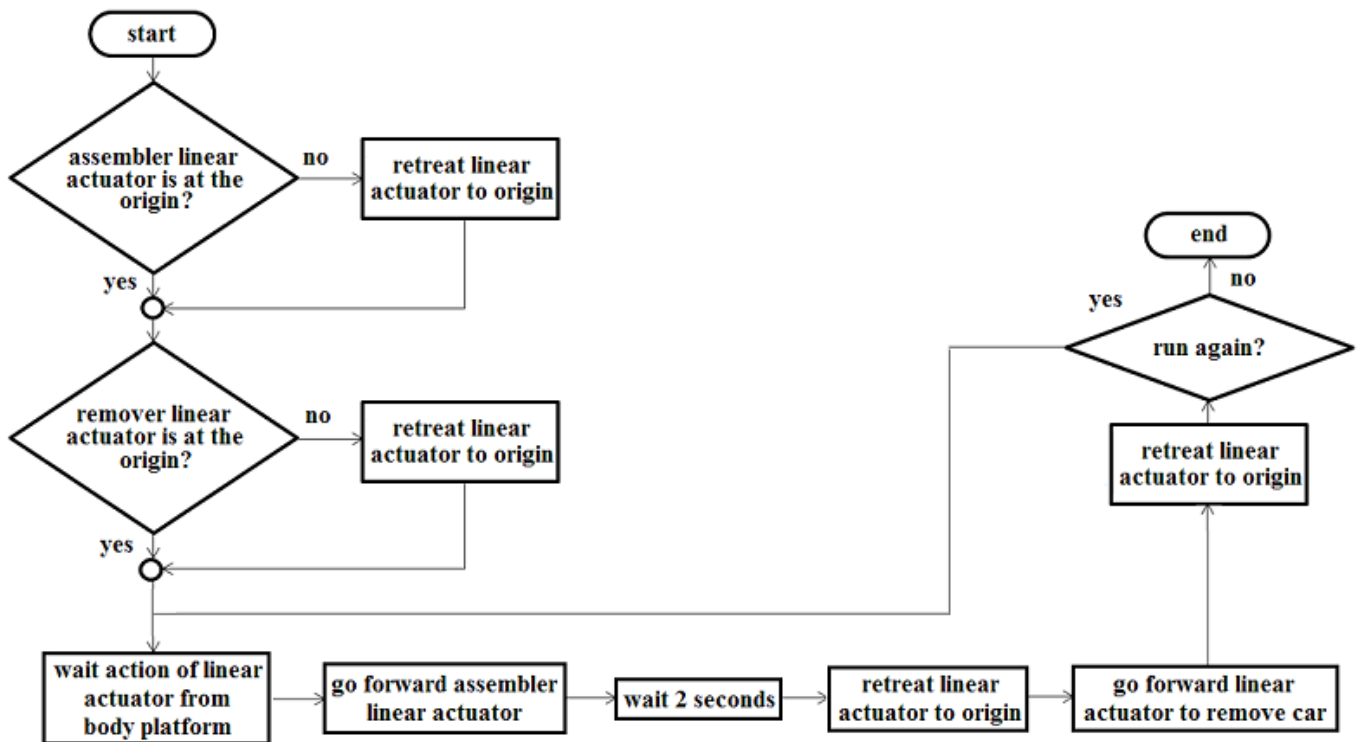 start
assembler linear
actuator is at the
origin?
no
retreat linear
actuator to origin
yes
remover linear
actuator is at the
origin?
no
retreat linear
actuator to origin
yes
wait action of linear
actuator from
body platform
go forward assembler
linear actuator
wait 2 seconds
retreat linear
actuator to origin
go forward linear
actuator to remove car
retreat linear
actuator to origin
run again?
yes
no
end